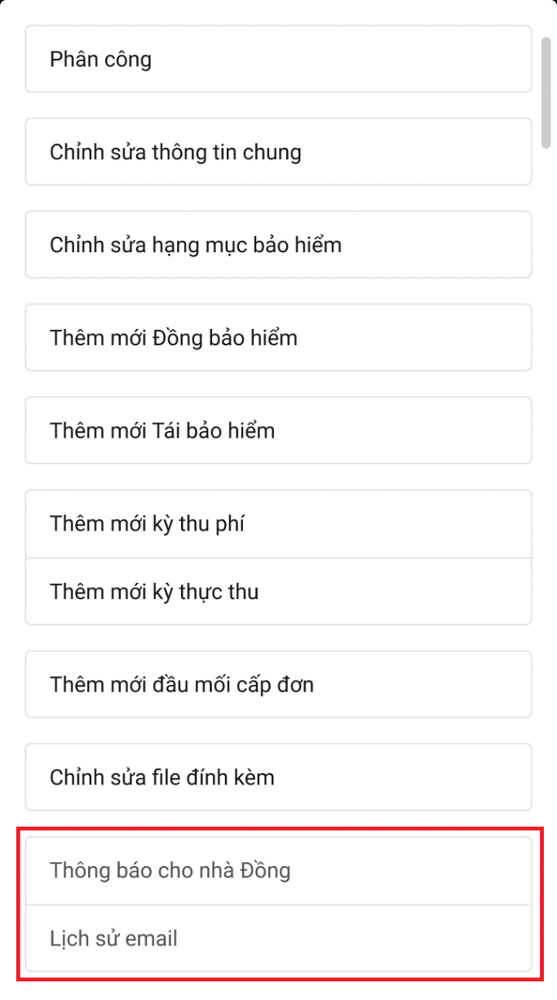 Phân công
Chỉnh sửa thông tin chung
Chỉnh sửa hạng mục bảo hiểm
Thêm mới Đồng bảo hiểm
Thêm mới Tái bảo hiểm
Thêm mới kỳ thu phí
Thêm mới kỳ thực thu
Thêm mới đầu mối cấp đơn
Chỉnh sửa file đính kèm
Thông báo cho nhà Đồng
Lịch sử email